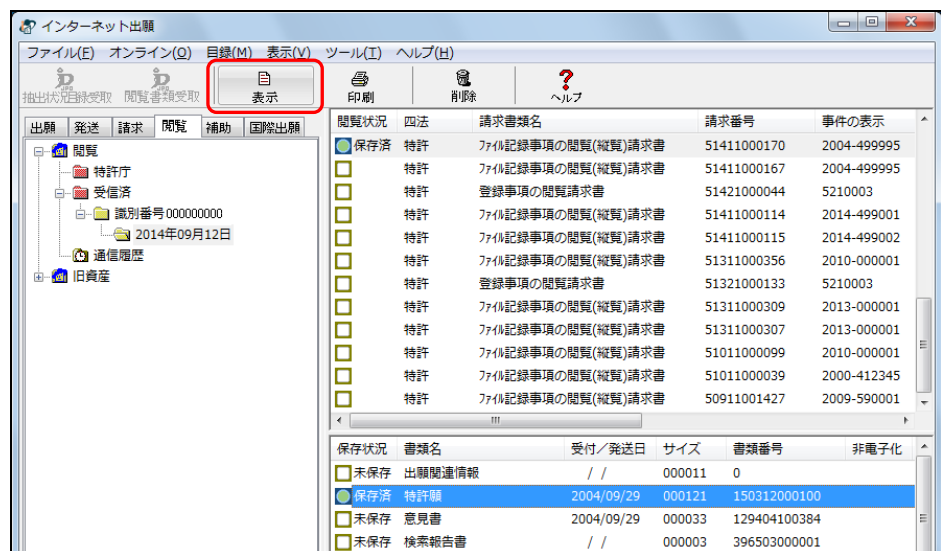 インターネット出願
ファイル(F) オンライン(O) 目録(M) 表示(V) ツール(T) ヘルプ(H)
抽出状況目録受取 閲覧書類受取 表示 印刷 削除 ヘルプ
出願 発送 請求 閲覧 補助 国際出願
閲覧
特許庁
受信済
識別番号000000000
2014年09月12日
通信履歴
旧資産
閲覧状況 四法 請求書類名 請求番号 事件の表示
保存済 特許 ファイル記録事項の閲覧(縦覧)請求書 51411000170 2004-499995
特許 ファイル記録事項の閲覧(縦覧)請求書 51411000167 2004-499995
特許 登録事項の閲覧請求書 51421000044 5210003
特許 ファイル記録事項の閲覧(縦覧)請求書 51411000114 2014-499001
特許 ファイル記録事項の閲覧(縦覧)請求書 51411000115 2014-499002
特許 ファイル記録事項の閲覧(縦覧)請求書 51311000356 2010-000001
特許 登録事項の閲覧請求書 51321000133 5210003
特許 ファイル記録事項の閲覧(縦覧)請求書 51311000309 2013-000001
特許 ファイル記録事項の閲覧(縦覧)請求書 51311000307 2013-000001
特許 ファイル記録事項の閲覧(縦覧)請求書 51011000099 2010-000001
特許 ファイル記録事項の閲覧(縦覧)請求書 51011000039 2000-412345
特許 ファイル記録事項の閲覧(縦覧)請求書 50911001427 2009-590001
保存状況 書類名 受付/発送日 サイズ 書類番号 非電子化
未保存 出願関連情報 / / 000011 0
保存済 特許願 2004/09/29 000121 150312000100
未保存 意見書 2004/09/29 000033 129404100384
未保存 検索報告書 / / 000003 396503000001